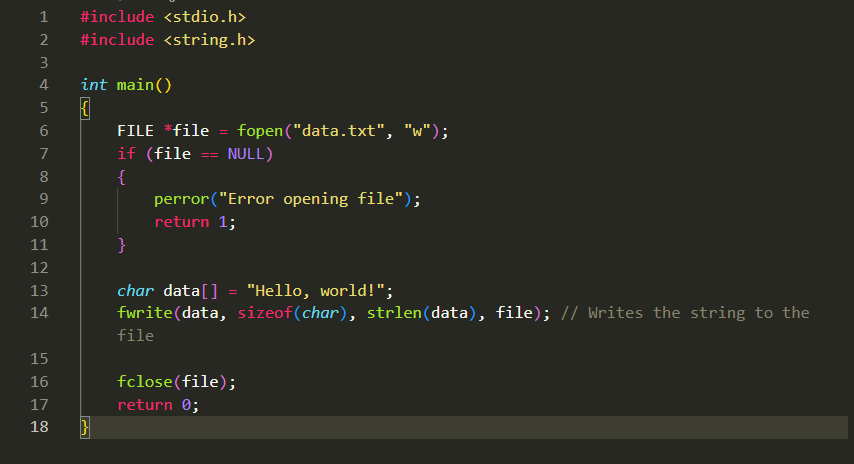 1 #include <stdio.h>
2 #include <string.h>
3
4 int main()
5 {
6     FILE *file = fopen("data.txt", "w");
7     if (file == NULL)
8     {
9         perror("Error opening file");
10         return 1;
11     }
12
13     char data[] = "Hello, world!";
14     fwrite(data, sizeof(char), strlen(data), file); // Writes the string to the
    file
15
16     fclose(file);
17     return 0;
18 }